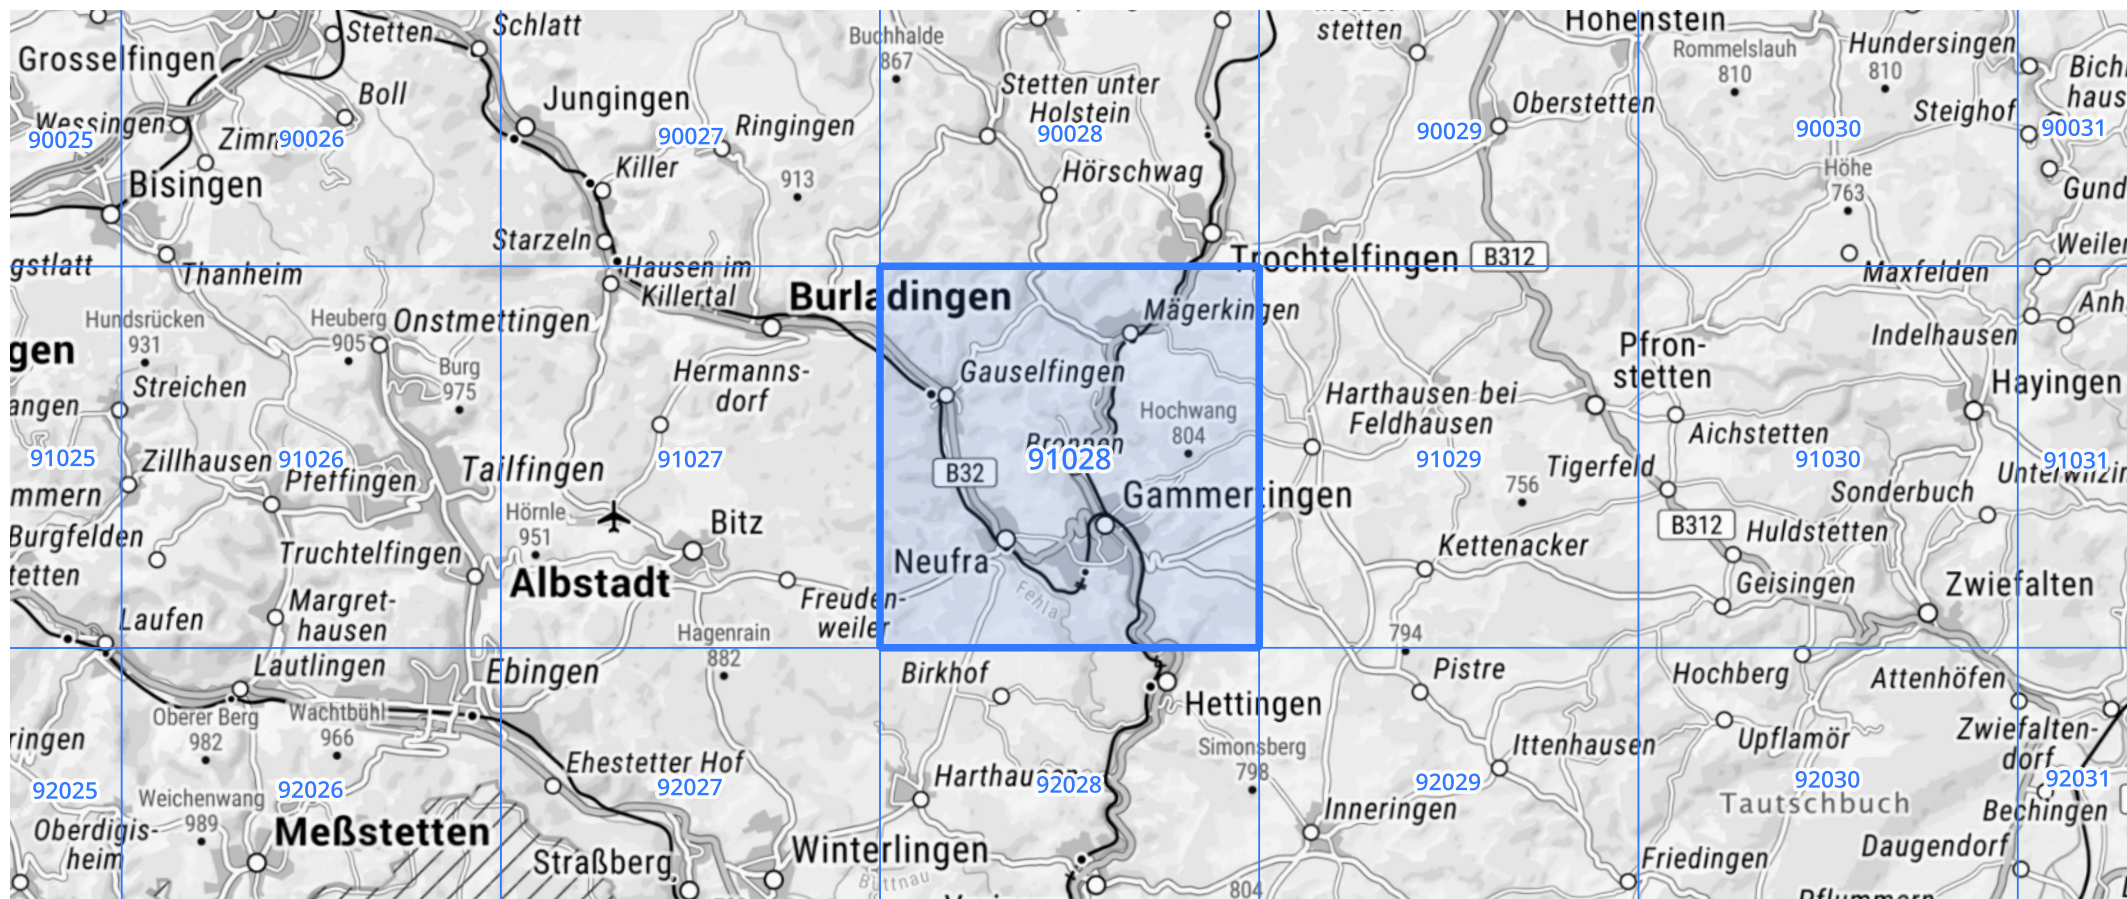 Grosselfingen
Stetten
Schlatt
Boll
Jungingen
Wessingen
90025
90026
Bisingen
Thanheim
Killer
90027
Ringingen
913
Starzeln
Hausen im
Killertal
Buchhalde
867
Stetten unter
Holstein
90028
Hörschwag
Trochtelfingen
stetten
Hohenstein
Oberstetten
90029
B312
Rommelslauh
810
Hundersingen
810
Steighof
90030
90031
Höhe
763
Maxfelden
Hundsrücken
931
Heuberg
905
Onstmettingen
Burg
975
Streichen
Zillhausen
91025
91026
Pfeffingen
Tailfingen
Burgfelden
Truchtelfingen
Margret-
hausen
Laufen
Burladingen
Hermanns-
dorf
91027
Hörnle
951
Bitz
Albstadt
Freuden-
weiler
Hagenrain
882
Mägerkingen
Gauselfingen
Hochwang
804
Bronnen
91028
B32
Gammertingen
Neufra
Fehla
Harthausen bei
Feldhausen
91029
756
Tigerfeld
Kettenacker
794
Pfron-
stetten
Aichstetten
91030
Indelhausen
Hayingen
91031
Sonderbuch
B312
Huldstetten
Geisingen
Zwiefalten
Lautlingen
Ebingen
Oberer Berg
982
Wachtbühl
966
92025
92026
Weichenwang
989
Oberdigis-
heim
Meßstetten
Ehestetter Hof
92027
Straßberg
Winterlingen
Birkhof
Hettingen
Simonsberg
798
Harthausen
92028
804
Pistre
Ittenhausen
92029
Inneringen
Hochberg
Attenhöfen
Upflamör
Zwiefalten-
dorf
92030
92031
Tautschbuch
Bechingen
Daugendorf
Friedingen